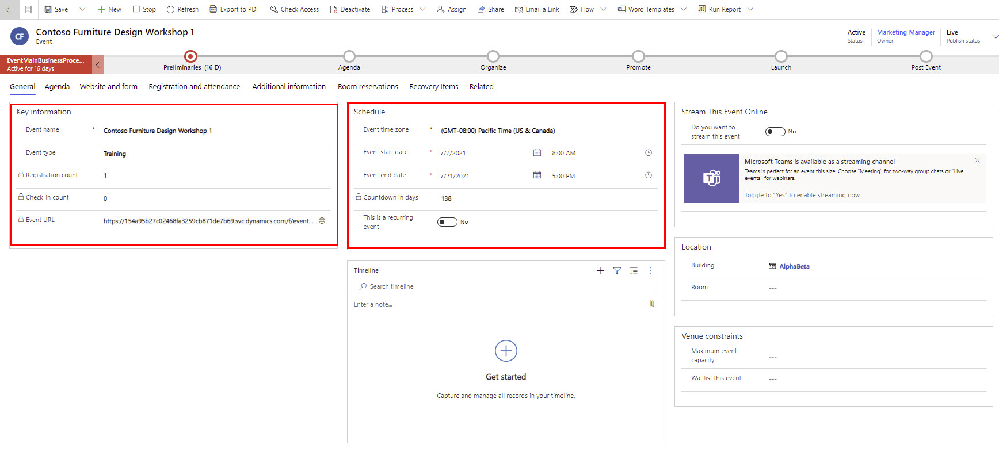 Save
New
Stop
Refresh
Export to PDF
Check Access
Deactivate
Process
Assign
Share
Email a Link
Flow
Word Templates
Run Report
CF
Contoso Furniture Design Workshop 1
Event
Active
Status
Marketing Manager
Owner
Live
Publish status
EventMainBusinessProce...
Active for 16 days
Preliminaries (16 D)
Agenda
Organize
Promote
Launch
Post Event
General
Agenda
Website and form
Registration and attendance
Additional information
Room reservations
Recovery Items
Related
Key information
Event name * Contoso Furniture Design Workshop 1
Event type Training
Registration count 1
Check-in count 0
Event URL https://154a95b27c02468fa3259cb871de7b69.svc.dynamics.com/f/event...
Schedule
Event time zone * (GMT-08:00) Pacific Time (US & Canada)
Event start date * 7/7/2021 8:00 AM
Event end date * 7/21/2021 5:00 PM
Countdown in days 138
This is a recurring
event
No
Timeline
Search timeline
Enter a note...
Get started
Capture and manage all records in your timeline.
Stream This Event Online
Do you want to
stream this event
No
T
Microsoft Teams is available as a streaming channel
Teams is perfect for an event this size. Choose "Meeting" for two-way group chats or "Live
events" for webinars.
Toggle to "Yes" to enable streaming now
Location
Building AlphaBeta
Room ---
Venue constraints
Maximum event
capacity
---
Waitlist this event ---